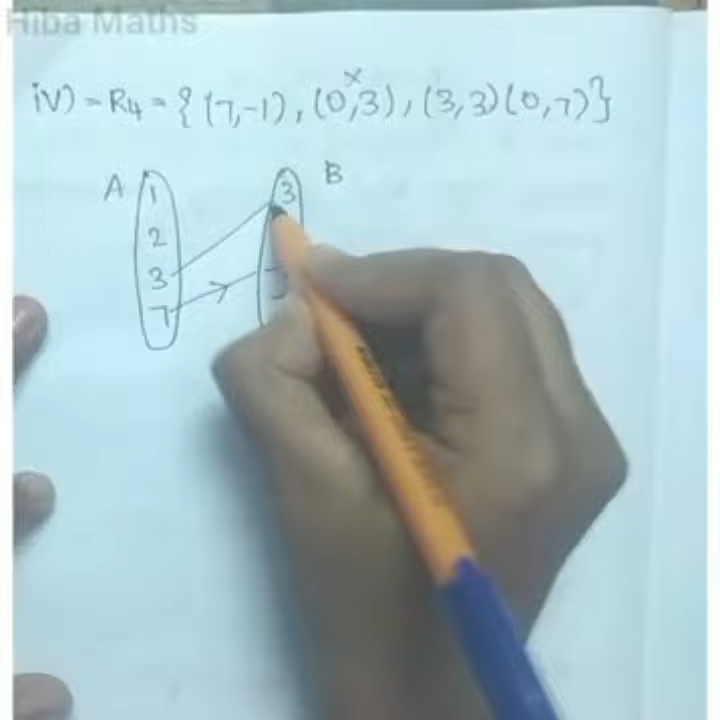 Hiba Maths
iv) - R4 = { (7,-1), (0,3), (3,3) (0,7) }
x
A B
1 3
2
3
7